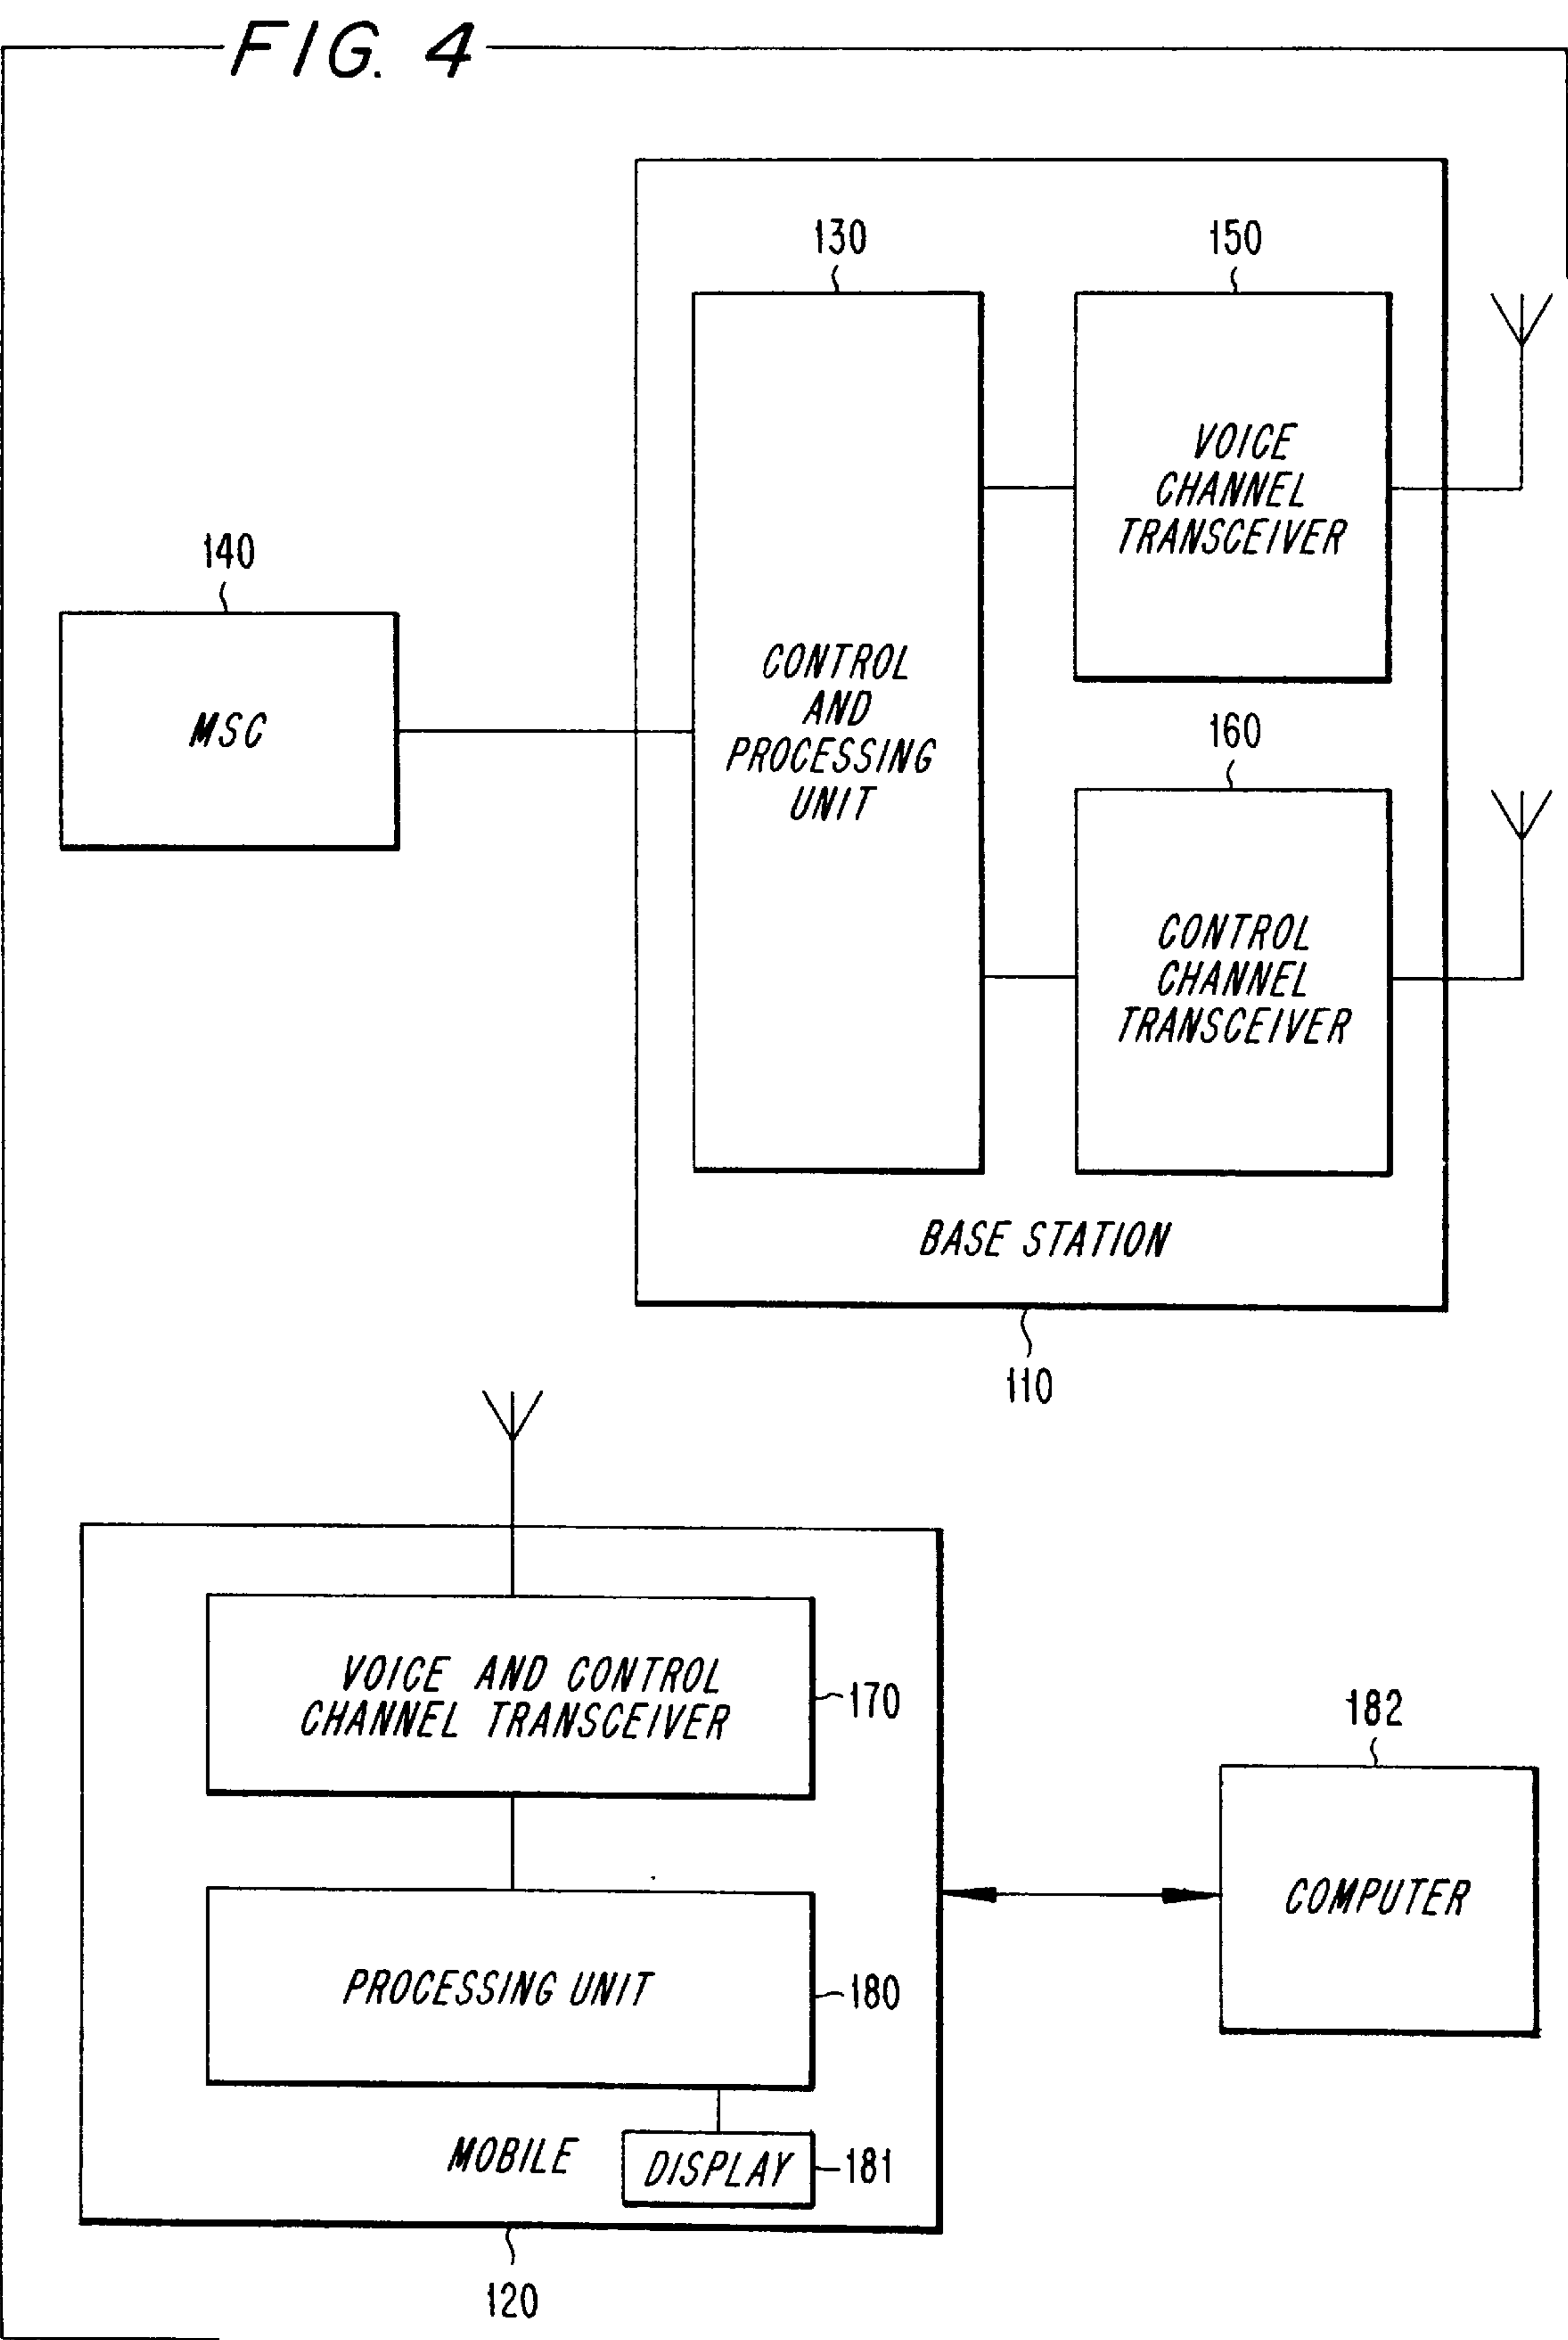 FIG. 4
130
150
VOICE
CHANNEL
TRANSCEIVER
140
MSC
CONTROL
AND
PROCESSING
UNIT
160
CONTROL
CHANNEL
TRANSCEIVER
BASE STATION
110
VOICE AND CONTROL
CHANNEL TRANSCEIVER
170
182
COMPUTER
PROCESSING UNIT
180
MOBILE
DISPLAY
181
120